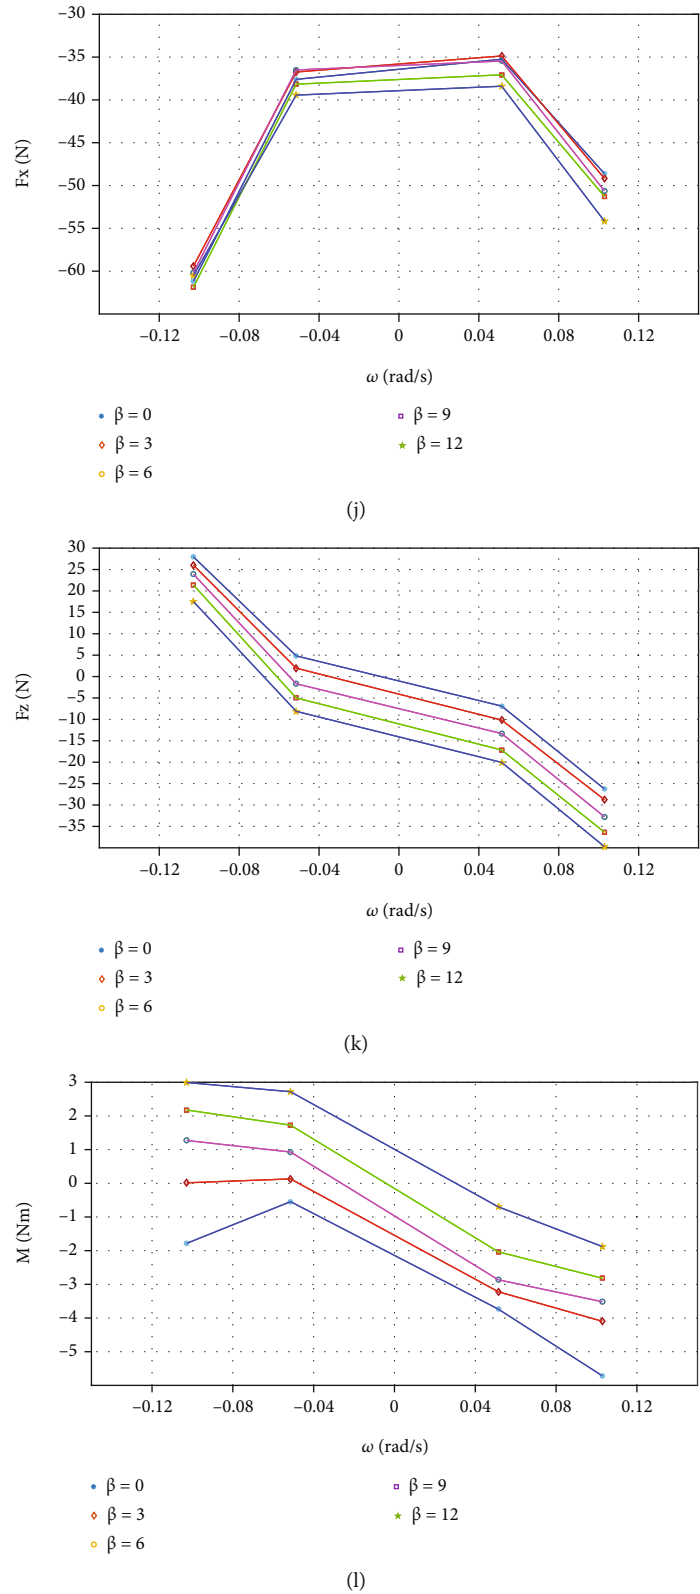 −30
−35
−40
−45
−50
−55
−60
Fx (N)
−0.12 −0.08 −0.04 0 0.04 0.08 0.12
ω (rad/s)
β = 0 β = 9
β = 3 β = 12
β = 6
(j)
30
25
20
15
10
5
0
−5
−10
−15
−20
−25
−30
−35
Fz (N)
−0.12 −0.08 −0.04 0 0.04 0.08 0.12
ω (rad/s)
β = 0 β = 9
β = 3 β = 12
β = 6
(k)
3
2
1
0
−1
−2
−3
−4
−5
M (Nm)
−0.12 −0.08 −0.04 0 0.04 0.08 0.12
ω (rad/s)
β = 0 β = 9
β = 3 β = 12
β = 6
(l)